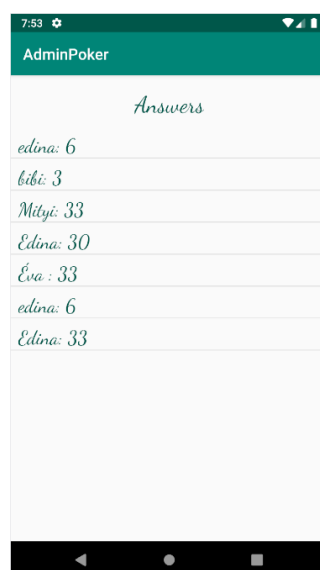 7:53
AdminPoker
Answers
edina: 6
bibi: 3
Mityi: 33
Edina: 30
Éva : 33
edina: 6
Edina: 33